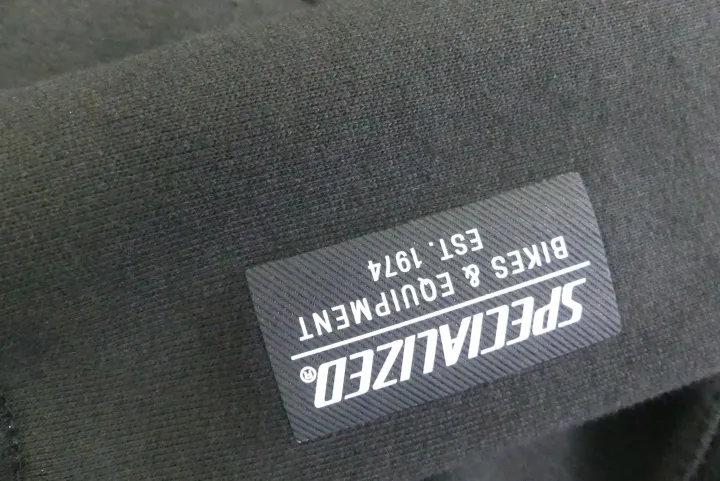 SPECIALIZED®
BIKES & EQUIPMENT
EST. 1974